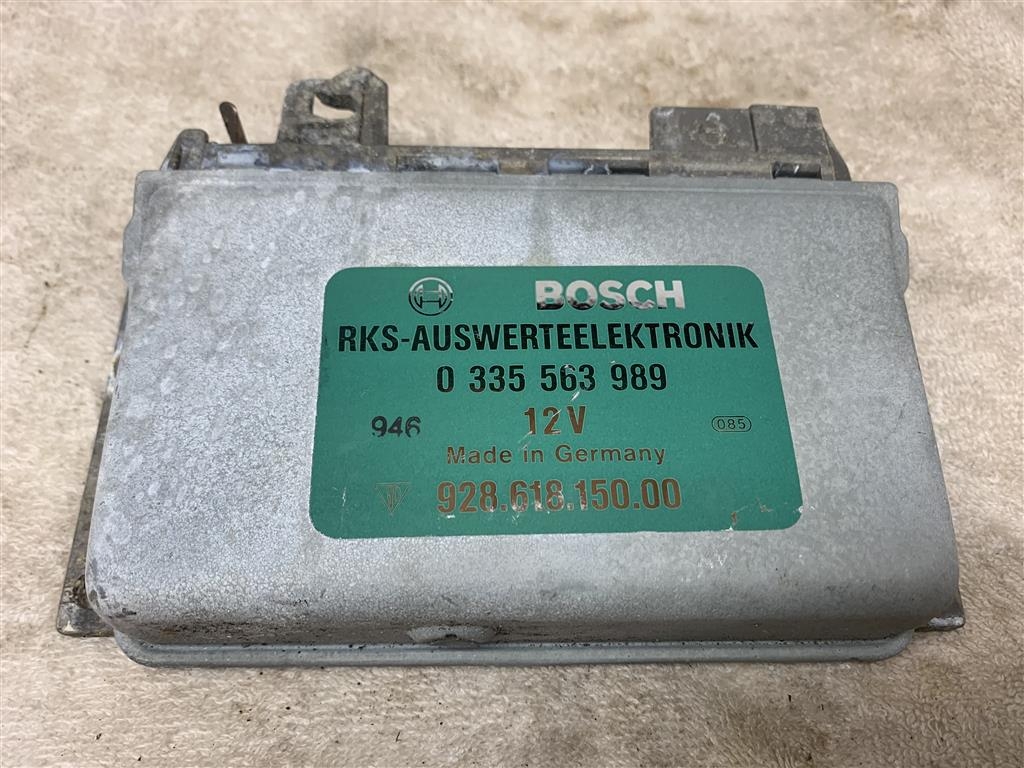 BOSCH
RKS-AUSWERTEELEKTRONIK
0 335 563 989
946 12V 085
Made in Germany
928.618.150.00